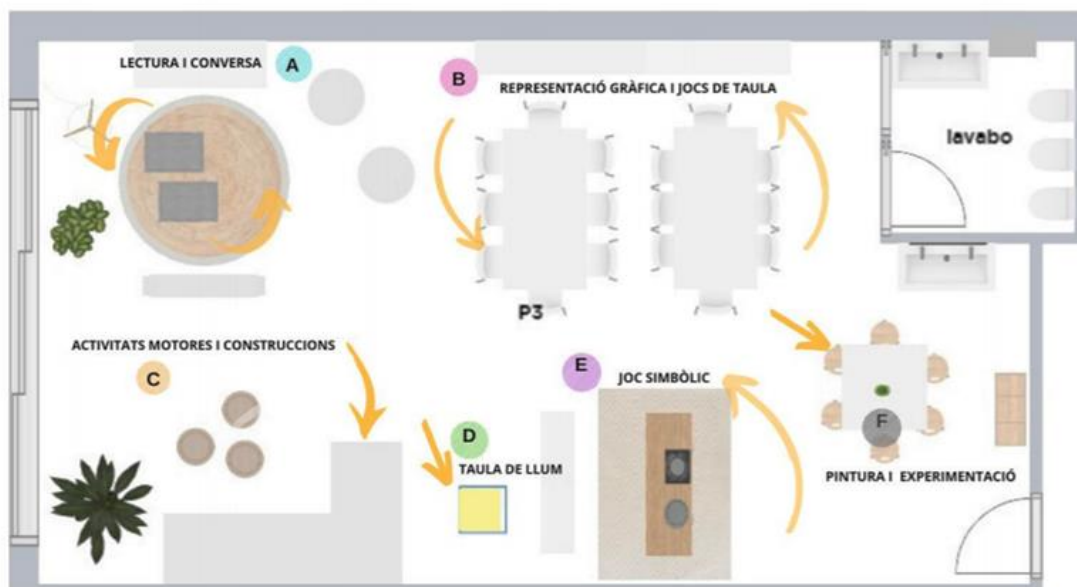 LECTURA I CONVERSA
A
B
REPRESENTACIÓ GRÀFICA I JOCS DE TAULA
lavabo
P3
ACTIVITATS MOTORES I CONSTRUCCIONS
C
E
JOC SIMBÒLIC
D
TAULA DE LLUM
F
PINTURA I EXPERIMENTACIÓ